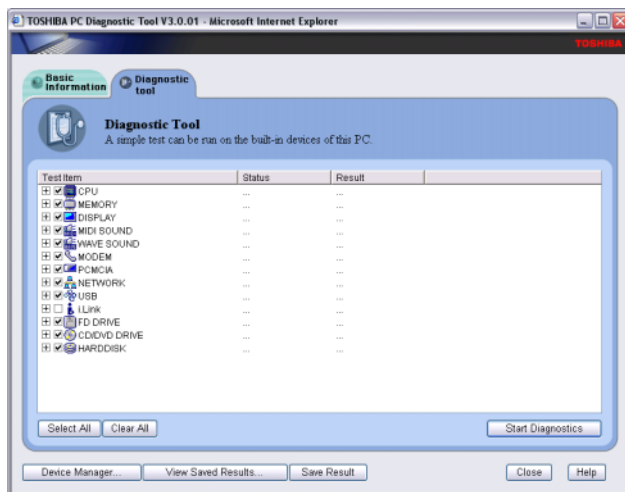 TOSHIBA PC Diagnostic Tool V3.0.01 - Microsoft Internet Explorer
TOSHIBA
Basic Information
Diagnostic tool
Diagnostic Tool
A simple test can be run on the built-in devices of this PC.
Test Item Status Result
CPU ... ...
MEMORY ... ...
DISPLAY ... ...
MIDI SOUND ... ...
WAVE SOUND ... ...
MODEM ... ...
PCMCIA ... ...
NETWORK ... ...
USB ... ...
i.Link ... ...
FD DRIVE ... ...
CD/DVD DRIVE ... ...
HARDDISK ... ...
Select All Clear All Start Diagnostics
Device Manager... View Saved Results... Save Result Close Help